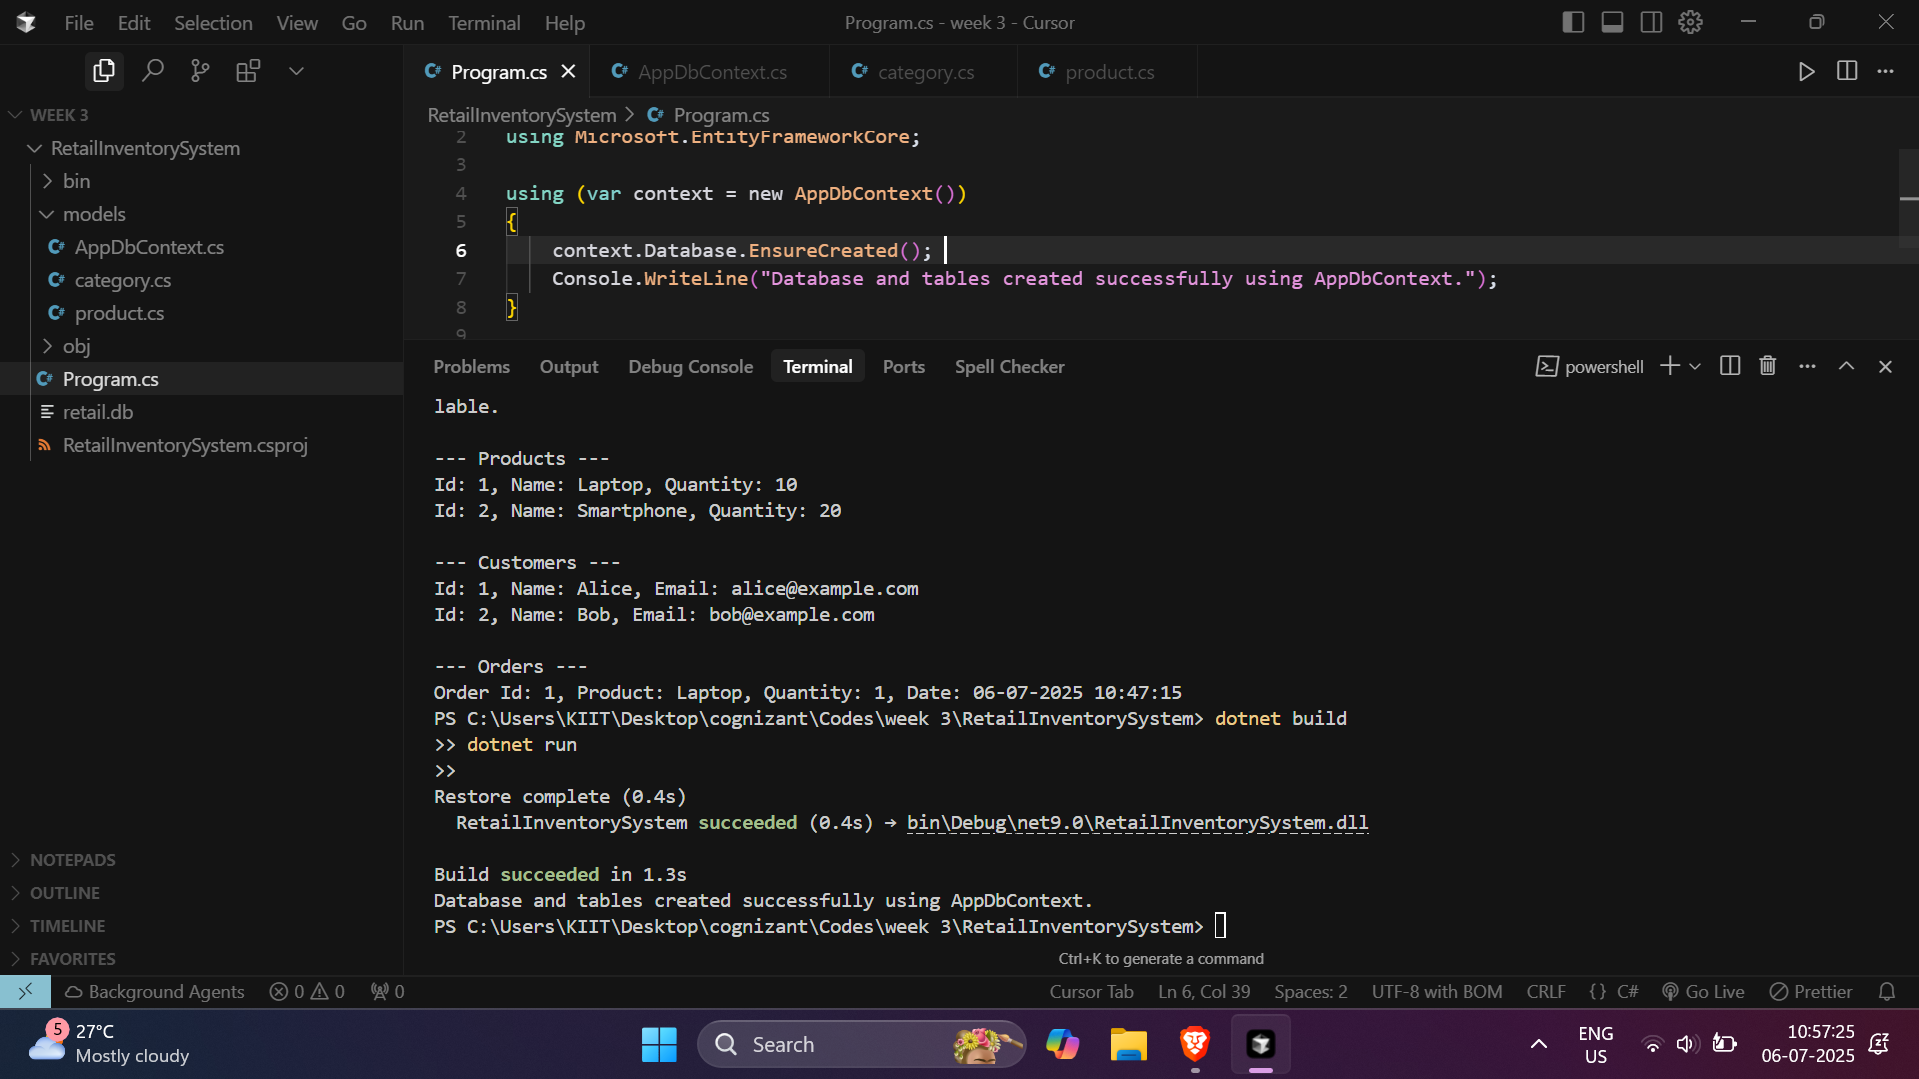 File Edit Selection View Go Run Terminal Help
Program.cs - week 3 - Cursor
Program.cs
AppDbContext.cs
category.cs
product.cs
WEEK 3
RetailInventorySystem
bin
models
AppDbContext.cs
category.cs
product.cs
obj
Program.cs
retail.db
RetailInventorySystem.csproj
NOTEPADS
OUTLINE
TIMELINE
FAVORITES
RetailInventorySystem > Program.cs
2 using Microsoft.EntityFrameworkCore;
3
4 using (var context = new AppDbContext())
5 {
6 context.Database.EnsureCreated();
7 Console.WriteLine("Database and tables created successfully using AppDbContext.");
8 }
9
Problems Output Debug Console Terminal Ports Spell Checker
powershell
lable.
--- Products ---
Id: 1, Name: Laptop, Quantity: 10
Id: 2, Name: Smartphone, Quantity: 20
--- Customers ---
Id: 1, Name: Alice, Email: alice@example.com
Id: 2, Name: Bob, Email: bob@example.com
--- Orders ---
Order Id: 1, Product: Laptop, Quantity: 1, Date: 06-07-2025 10:47:15
PS C:\Users\KIIT\Desktop\cognizant\Codes\week 3\RetailInventorySystem> dotnet build
>> dotnet run
>>
Restore complete (0.4s)
RetailInventorySystem succeeded (0.4s) → bin\Debug\net9.0\RetailInventorySystem.dll
Build succeeded in 1.3s
Database and tables created successfully using AppDbContext.
PS C:\Users\KIIT\Desktop\cognizant\Codes\week 3\RetailInventorySystem>
Ctrl+K to generate a command
Background Agents 0 0 0
Cursor Tab Ln 6, Col 39 Spaces: 2 UTF-8 with BOM CRLF {} C# Go Live Prettier
5
27°C
Mostly cloudy
Search
ENG
US
10:57:25
06-07-2025